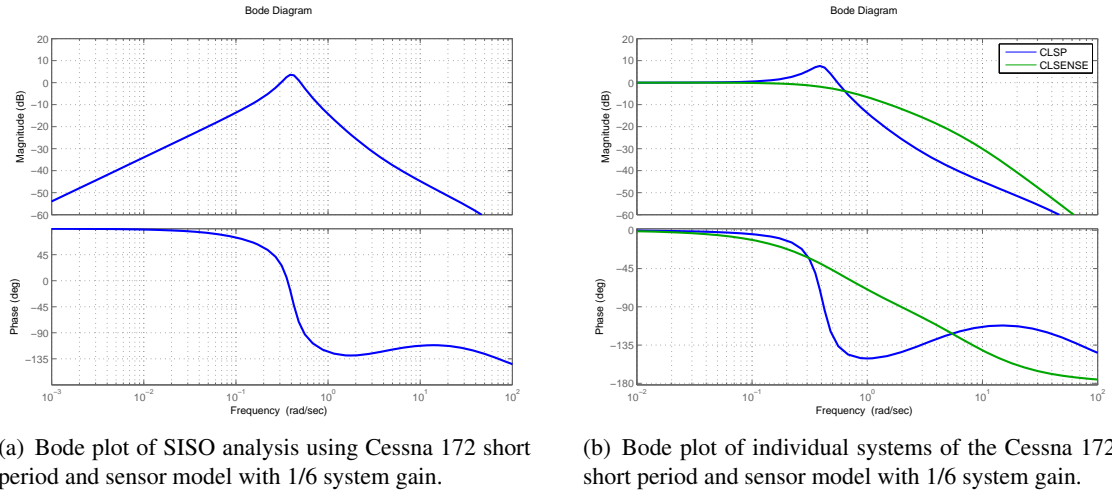 Bode Diagram
20
10
0
−10
−20
−30
−40
−50
−60
Magnitude (dB)
45
0
−45
−90
−135
Phase (deg)
10−3
10−2
10−1
100
101
102
Frequency (rad/sec)
Bode Diagram
CLSP
CLSENSE
20
10
0
−10
−20
−30
−40
−50
−60
Magnitude (dB)
0
−45
−90
−135
−180
Phase (deg)
10−2
10−1
100
101
102
Frequency (rad/sec)
(a) Bode plot of SISO analysis using Cessna 172 short
period and sensor model with 1/6 system gain.
(b) Bode plot of individual systems of the Cessna 172
short period and sensor model with 1/6 system gain.